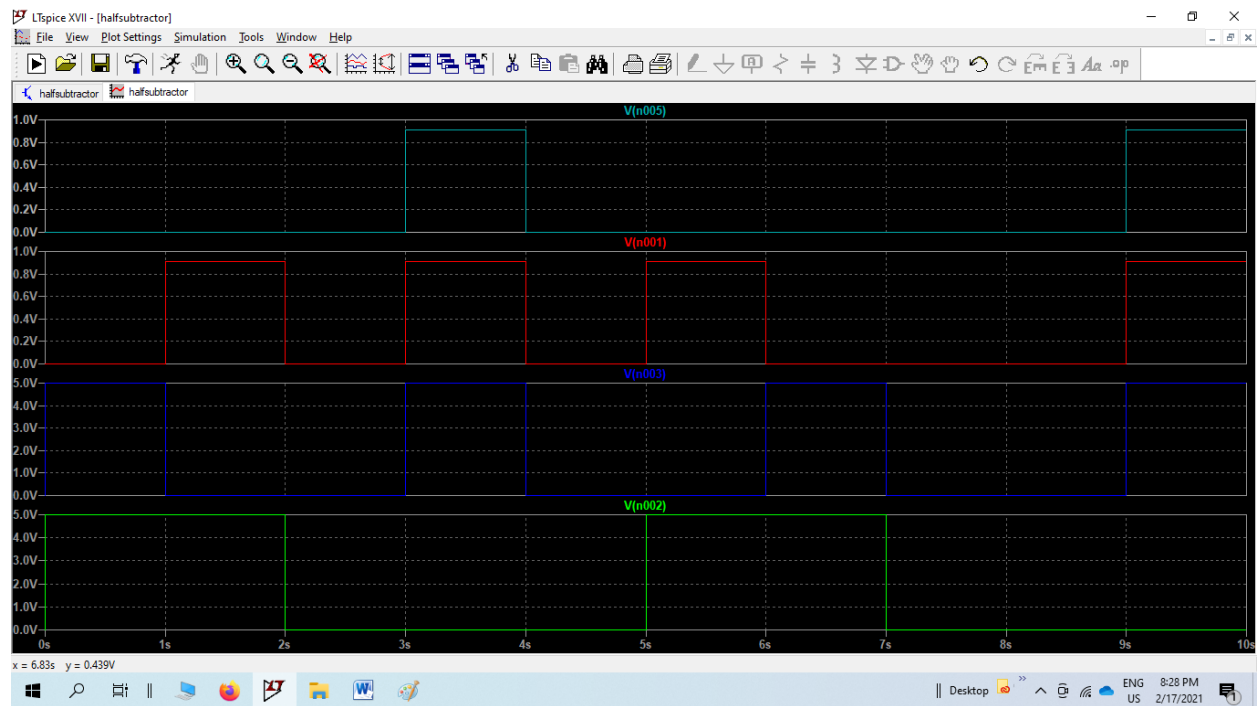 LTspice XVII - [halfsubtractor]
File View Plot Settings Simulation Tools Window Help
Aa .op
halfsubtractor halfsubtractor
V(n005)
1.0V
0.8V
0.6V
0.4V
0.2V
0.0V
V(n001)
1.0V
0.8V
0.6V
0.4V
0.2V
0.0V
V(n003)
5.0V
4.0V
3.0V
2.0V
1.0V
0.0V
V(n002)
5.0V
4.0V
3.0V
2.0V
1.0V
0.0V
0s 1s 2s 3s 4s 5s 6s 7s 8s 9s 10s
x = 6.83s y = 0.439V
Desktop ENG 8:28 PM
US 2/17/2021